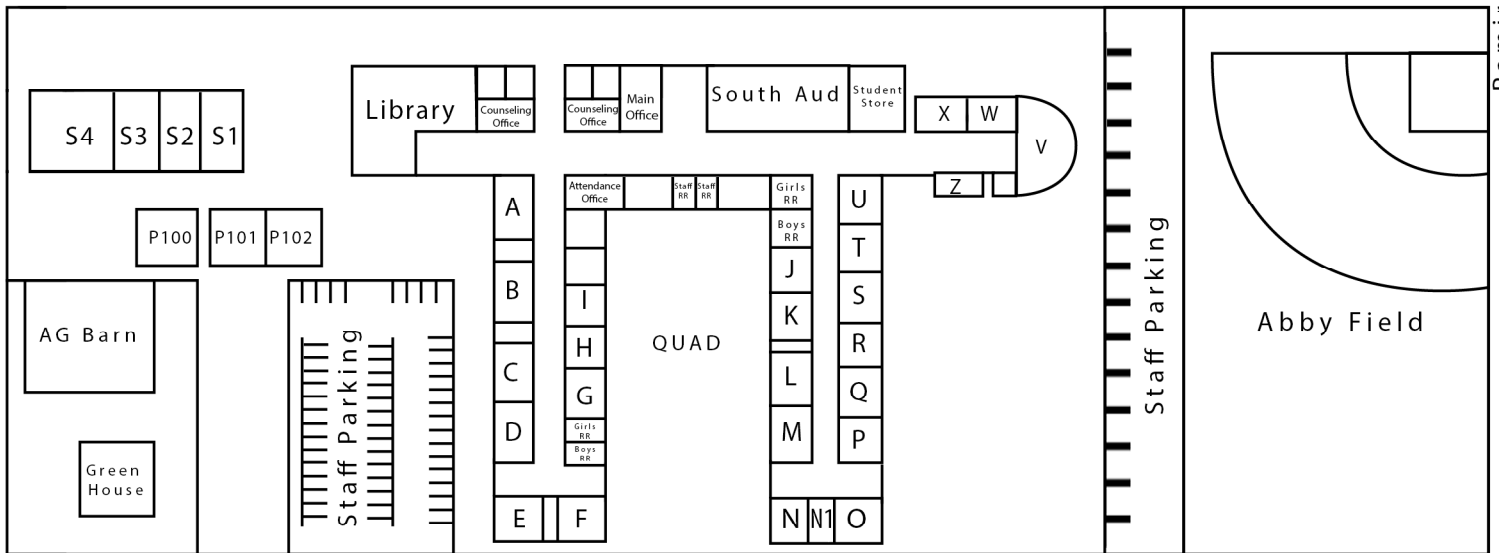 Library
Counseling
Office
Counseling
Office
Main
Office
South Aud
Student
Store
X
W
V
Z
S4
S3
S2
S1
P100
P101
P102
AG Barn
Green
House
Staff Parking
A
B
C
D
E
F
Attendance
Office
Staff
RR
Staff
RR
Girls
RR
Boys
RR
I
H
G
Girls
RR
Boys
RR
QUAD
J
K
L
M
N
N1
O
U
T
S
R
Q
P
Staff Parking
Abby Field